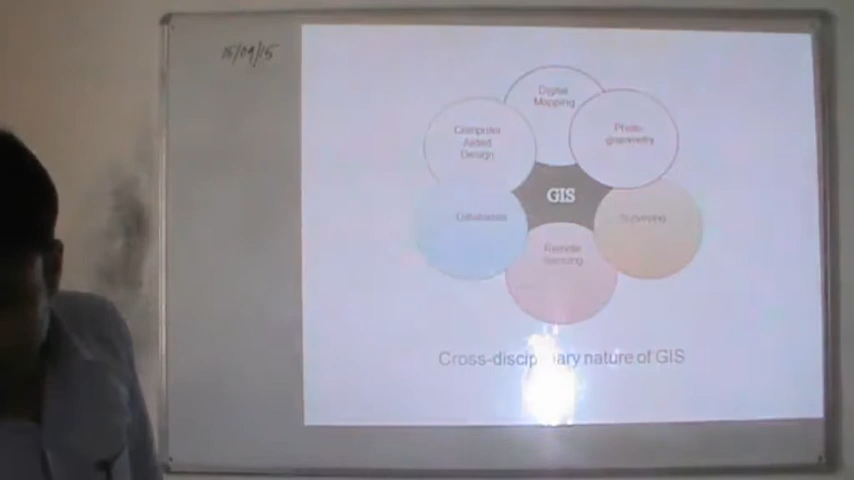 05/09/15
Digital
Mapping
Computer
Aided
Design
Photo-
grammetry
GIS
Databases
Surveying
Remote
Sensing
Cross-disciplinary nature of GIS